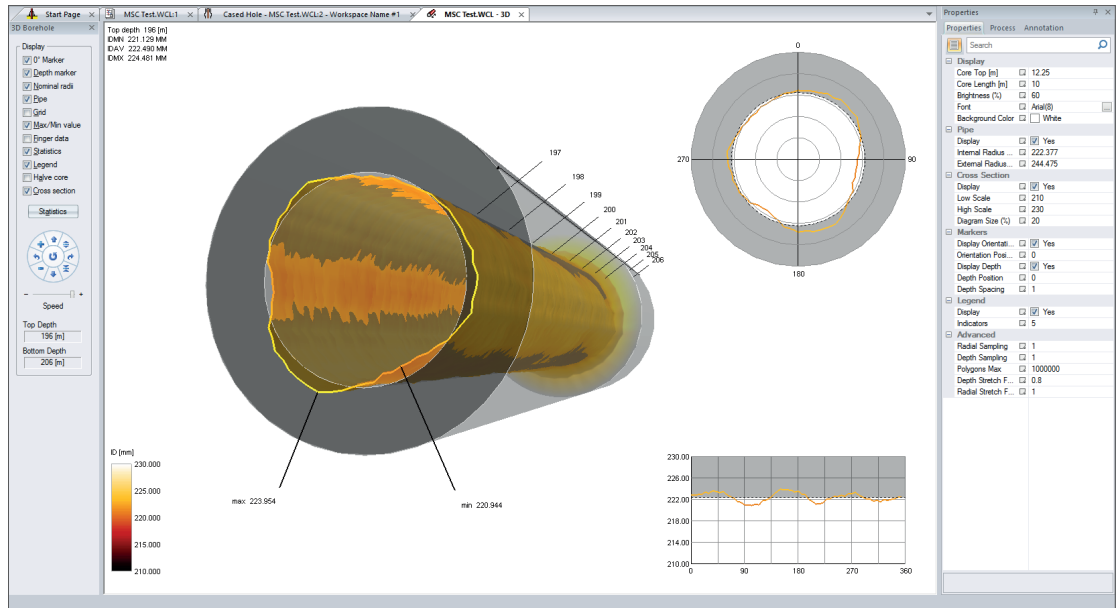 Start Page ×
MSC Test.WCL:1 ×
Cased Hole - MSC Test.WCL:2 - Workspace Name #1 ×
MSC Test.WCL - 3D ×
3D Borehole ×
Display
0° Marker
Depth marker
Nominal radii
Pipe
Grid
Max/Min value
Finger data
Statistics
Legend
Halve core
Cross section
Statistics
- +
Speed
Top Depth
196 [m]
Bottom Depth
206 [m]
Top depth 196 [m]
IDMN 221.129 MM
IDAV 222.490 MM
IDMX 224.481 MM
197
198
199
200
201
202
203
204
205
206
max 223.954
min 220.944
ID [mm]
230.000
225.000
220.000
215.000
210.000
0
270 90
180
230.00
226.00
222.00
218.00
214.00
210.00
0 90 180 270 360
Properties ×
Properties Process Annotation
Search
Display
Core Top [m] 12.25
Core Length [m] 10
Brightness (%) 60
Font Arial(8) ...
Background Color White
Pipe
Display Yes
Internal Radius ... 222.377
External Radius... 244.475
Cross Section
Display Yes
Low Scale 210
High Scale 230
Diagram Size (%) 20
Markers
Display Orientati... Yes
Orientation Posi... 0
Display Depth Yes
Depth Position 0
Depth Spacing 1
Legend
Display Yes
Indicators 5
Advanced
Radial Sampling 1
Depth Sampling 1
Polygons Max 1000000
Depth Stretch F... 0.8
Radial Stretch F... 1